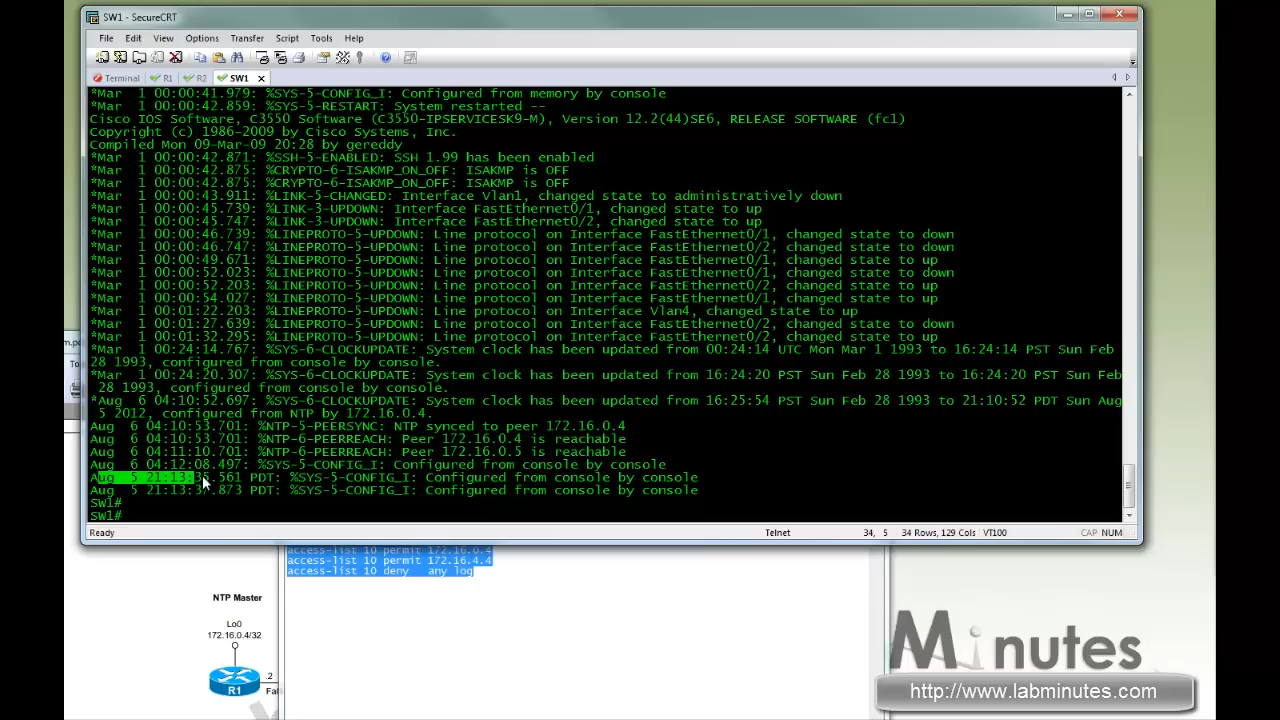 SW1 - SecureCRT
File Edit View Options Transfer Script Tools Help
Terminal R1 R2 SW1
*Mar  1 00:00:41.979: %SYS-5-CONFIG_I: Configured from memory by console
*Mar  1 00:00:42.859: %SYS-5-RESTART: System restarted --
Cisco IOS Software, C3550 Software (C3550-IPSERVICESK9-M), Version 12.2(44)SE6, RELEASE SOFTWARE (fc1)
Copyright (c) 1986-2009 by Cisco Systems, Inc.
Compiled Mon 09-Mar-09 20:28 by gereddy
*Mar  1 00:00:42.871: %SSH-5-ENABLED: SSH 1.99 has been enabled
*Mar  1 00:00:42.875: %CRYPTO-6-ISAKMP_ON_OFF: ISAKMP is OFF
*Mar  1 00:00:42.875: %CRYPTO-6-ISAKMP_ON_OFF: ISAKMP is OFF
*Mar  1 00:00:43.911: %LINK-5-CHANGED: Interface Vlan1, changed state to administratively down
*Mar  1 00:00:45.739: %LINK-3-UPDOWN: Interface FastEthernet0/1, changed state to up
*Mar  1 00:00:45.747: %LINK-3-UPDOWN: Interface FastEthernet0/2, changed state to up
*Mar  1 00:00:46.739: %LINEPROTO-5-UPDOWN: Line protocol on Interface FastEthernet0/1, changed state to down
*Mar  1 00:00:46.747: %LINEPROTO-5-UPDOWN: Line protocol on Interface FastEthernet0/2, changed state to down
*Mar  1 00:00:49.671: %LINEPROTO-5-UPDOWN: Line protocol on Interface FastEthernet0/1, changed state to up
*Mar  1 00:00:52.023: %LINEPROTO-5-UPDOWN: Line protocol on Interface FastEthernet0/1, changed state to down
*Mar  1 00:00:52.203: %LINEPROTO-5-UPDOWN: Line protocol on Interface FastEthernet0/2, changed state to up
*Mar  1 00:00:54.027: %LINEPROTO-5-UPDOWN: Line protocol on Interface FastEthernet0/1, changed state to up
*Mar  1 00:01:22.203: %LINEPROTO-5-UPDOWN: Line protocol on Interface Vlan4, changed state to up
*Mar  1 00:01:27.639: %LINEPROTO-5-UPDOWN: Line protocol on Interface FastEthernet0/2, changed state to down
*Mar  1 00:01:32.295: %LINEPROTO-5-UPDOWN: Line protocol on Interface FastEthernet0/2, changed state to up
*Mar  1 00:24:14.767: %SYS-6-CLOCKUPDATE: System clock has been updated from 00:24:14 UTC Mon Mar 1 1993 to 16:24:14 PST Sun Feb
28 1993, configured from console by console.
*Mar  1 00:24:20.307: %SYS-6-CLOCKUPDATE: System clock has been updated from 16:24:20 PST Sun Feb 28 1993 to 16:24:20 PST Sun Feb
28 1993, configured from console by console.
*Aug  6 04:10:52.697: %SYS-6-CLOCKUPDATE: System clock has been updated from 16:25:54 PST Sun Feb 28 1993 to 21:10:52 PDT Sun Aug
5 2012, configured from NTP by 172.16.0.4.
Aug  6 04:10:53.701: %NTP-5-PEERSYNC: NTP synced to peer 172.16.0.4
Aug  6 04:10:53.701: %NTP-6-PEERREACH: Peer 172.16.0.4 is reachable
Aug  6 04:11:10.701: %NTP-6-PEERREACH: Peer 172.16.0.5 is reachable
Aug  6 04:12:08.497: %SYS-5-CONFIG_I: Configured from console by console
Aug  5 21:13:35.561 PDT: %SYS-5-CONFIG_I: Configured from console by console
Aug  5 21:13:37.873 PDT: %SYS-5-CONFIG_I: Configured from console by console
SW1#
SW1#
Ready Telnet 34, 5 34 Rows, 129 Cols VT100 CAP NUM
access-list 10 permit 172.16.0.4
access-list 10 permit 172.16.4.4
access-list 10 deny   any log
NTP Master
Lo0
172.16.0.4/32
.2
R1
Minutes
http://www.labminutes.com